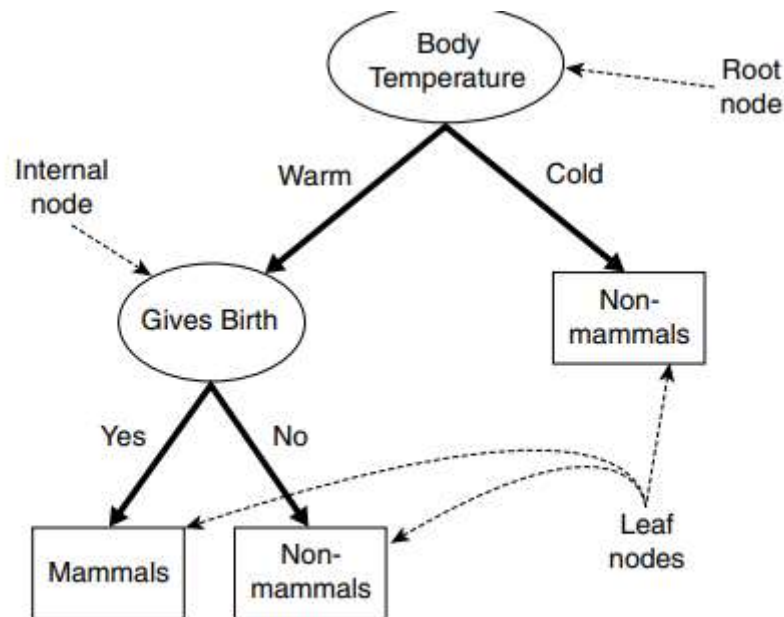 Body
Temperature
Root
node
Internal
node
Warm
Cold
Gives Birth
Non-
mammals
Yes
No
Mammals
Non-
mammals
Leaf
nodes